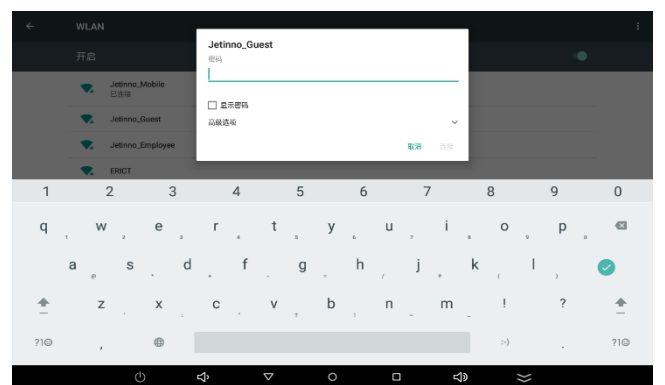 WLAN
开启
Jetinno_Guest
密码
显示密码
高级选项
取消 连接
Jetinno_Mobile
已连接
Jetinno_Guest
Jetinno_Employee
ERICT
1 2 3 4 5 6 7 8 9 0
q w e r t y u i o p
a s d f g h j k l
z x c v b n m ! ?
?1☺ , :-) . ?1☺